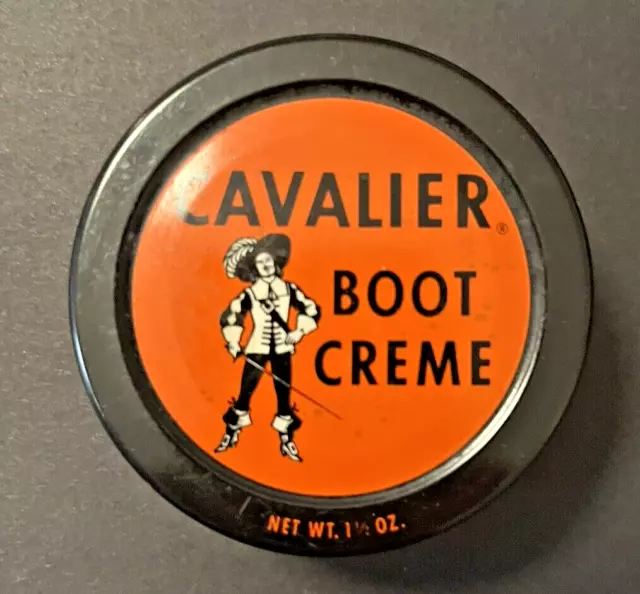 CAVALIER®
BOOT
CREME
NET WT. 1½ OZ.